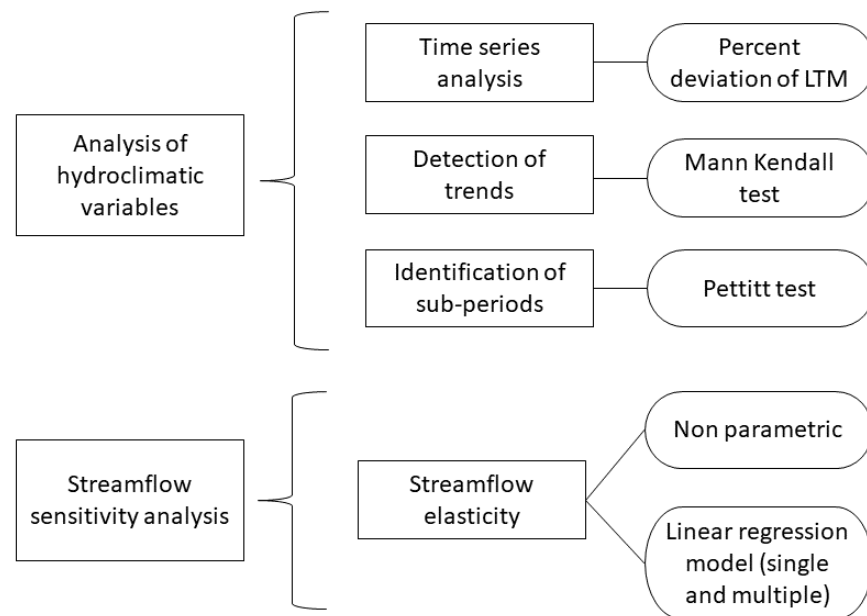 Analysis of
hydroclimatic
variables
Time series
analysis
Percent
deviation of LTM
Detection of
trends
Mann Kendall
test
Identification of
sub-periods
Pettitt test
Streamflow
sensitivity analysis
Streamflow
elasticity
Non parametric
Linear regression
model (single
and multiple)